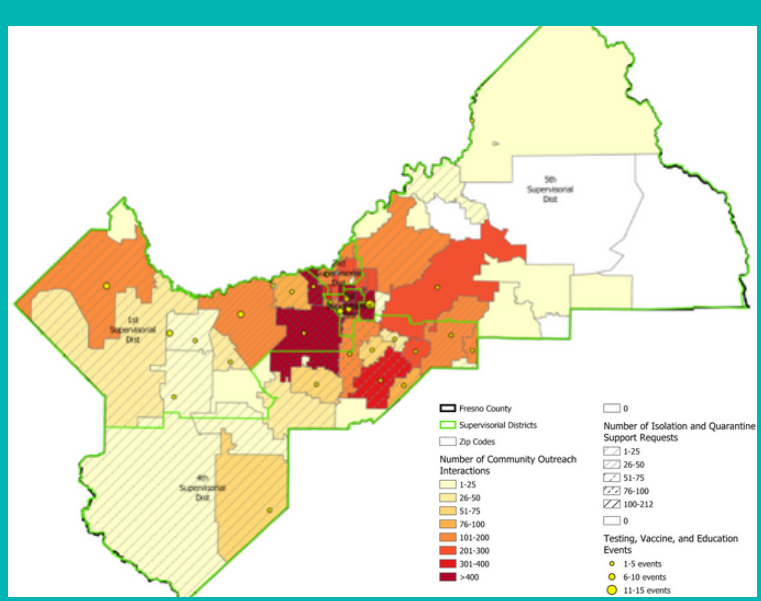 5th
Supervisorial
Dist
2nd
Supervisorial
Dist
1st
Supervisorial
Dist
4th
Supervisorial
Dist
Fresno County
Supervisorial Districts
Zip Codes
Number of Community Outreach
Interactions
1-25
26-50
51-75
76-100
101-200
201-300
301-400
>400
0
Number of Isolation and Quarantine
Support Requests
1-25
26-50
51-75
76-100
100-212
0
Testing, Vaccine, and Education
Events
1-5 events
6-10 events
11-15 events